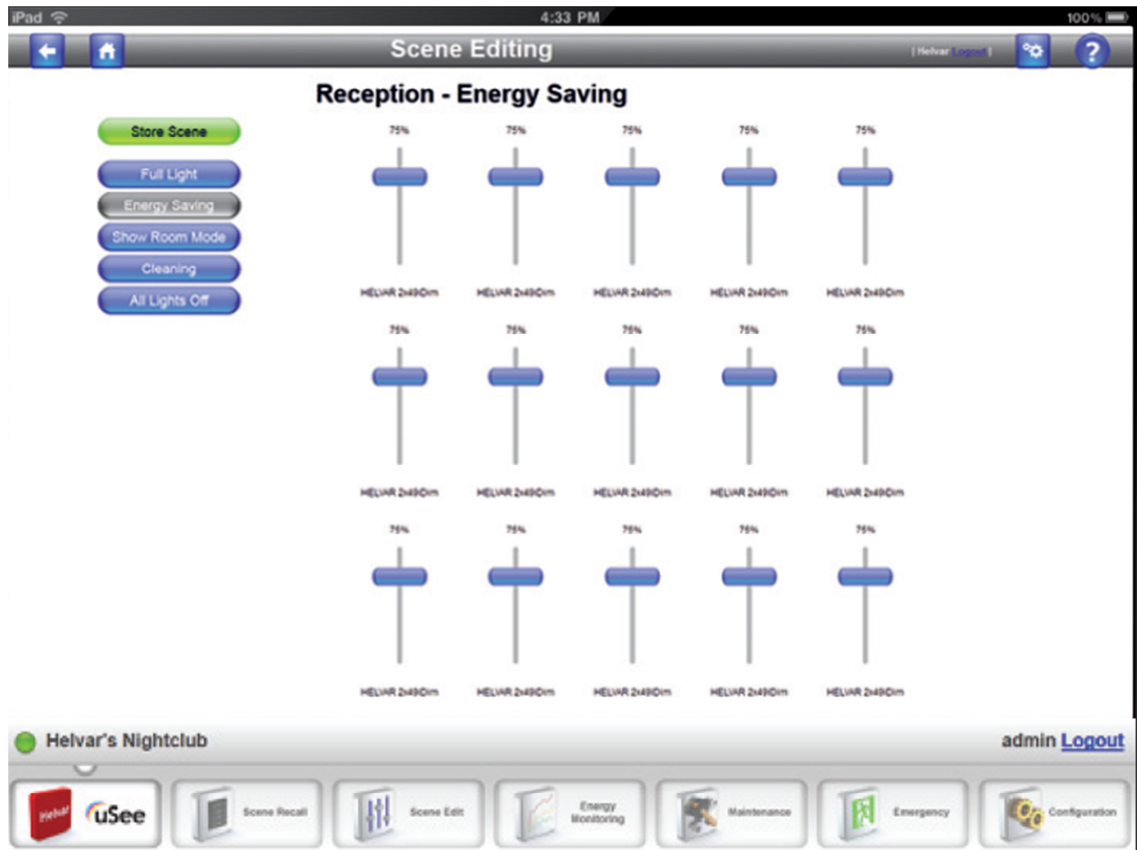 iPad 4:33 PM 100%
Scene Editing
| Helvar Logout |
?
Reception - Energy Saving
Store Scene
Full Light
Energy Saving
Show Room Mode
Cleaning
All Lights Off
75% 75% 75% 75% 75%
HELVAR 2x49Dim HELVAR 2x49Dim HELVAR 2x49Dim HELVAR 2x49Dim HELVAR 2x49Dim
75% 75% 75% 75% 75%
HELVAR 2x49Dim HELVAR 2x49Dim HELVAR 2x49Dim HELVAR 2x49Dim HELVAR 2x49Dim
75% 75% 75% 75% 75%
HELVAR 2x49Dim HELVAR 2x49Dim HELVAR 2x49Dim HELVAR 2x49Dim HELVAR 2x49Dim
Helvar's Nightclub
admin Logout
Helvar uSee
Scene Recall
Scene Edit
Energy
Monitoring
Maintenance
Emergency
Configuration